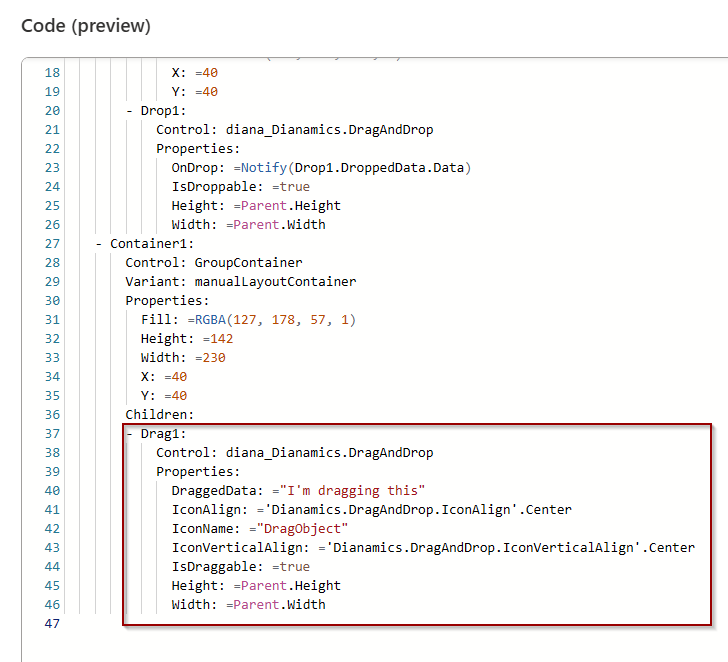 Code (preview)
18 X: =40
19 Y: =40
20 - Drop1:
21 Control: diana_Dianamics.DragAndDrop
22 Properties:
23 OnDrop: =Notify(Drop1.DroppedData.Data)
24 IsDroppable: =true
25 Height: =Parent.Height
26 Width: =Parent.Width
27 - Container1:
28 Control: GroupContainer
29 Variant: manualLayoutContainer
30 Properties:
31 Fill: =RGBA(127, 178, 57, 1)
32 Height: =142
33 Width: =230
34 X: =40
35 Y: =40
36 Children:
37 - Drag1:
38 Control: diana_Dianamics.DragAndDrop
39 Properties:
40 DraggedData: ="I'm dragging this"
41 IconAlign: ='Dianamics.DragAndDrop.IconAlign'.Center
42 IconName: ="DragObject"
43 IconVerticalAlign: ='Dianamics.DragAndDrop.IconVerticalAlign'.Center
44 IsDraggable: =true
45 Height: =Parent.Height
46 Width: =Parent.Width
47